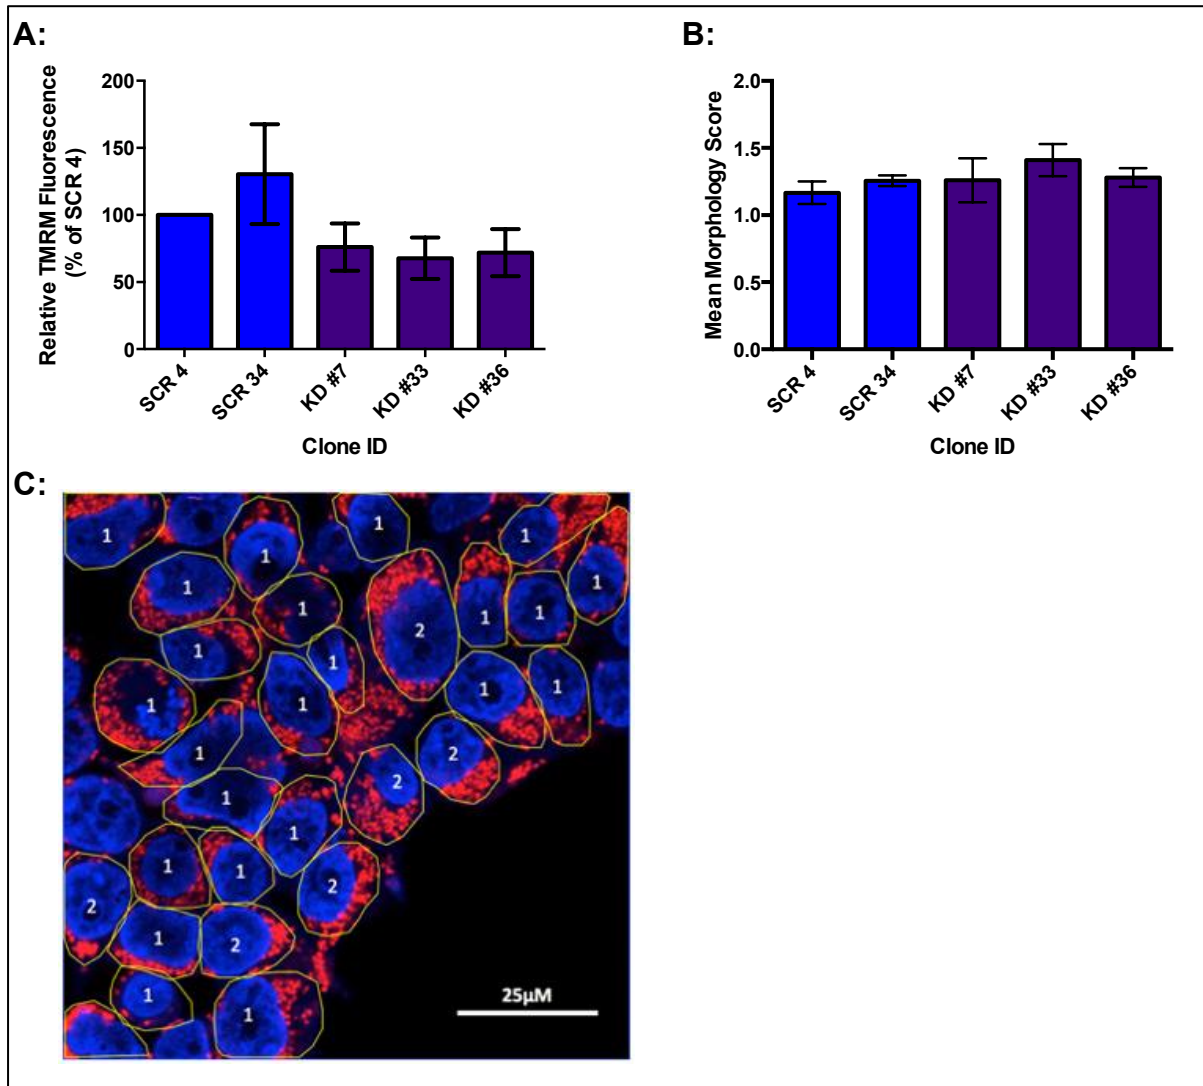 A:
200
150
100
50
0
Relative TMRM Fluorescence
(% of SCR 4)
SCR 4
SCR 34
KD #7
KD #33
KD #36
Clone ID
B:
2.0
1.5
1.0
0.5
0.0
Mean Morphology Score
SCR 4
SCR 34
KD #7
KD #33
KD #36
Clone ID
C:
1
1
1
1
1
1
1
2
1
1
1
1
1
1
1
1
1
2
1
2
1
1
1
1
2
2
1
2
1
1
25µM